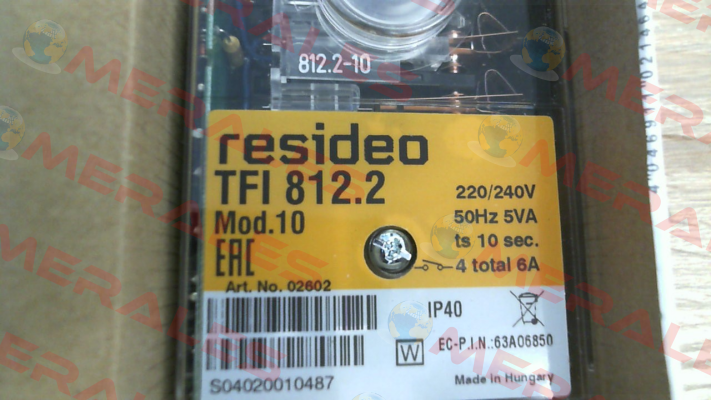 812.2-10
resideo
TFI 812.2
Mod.10
EAC
Art. No. 02602
220/240V
50Hz 5VA
ts 10 sec.
4 total 6A
IP40
W
EC-P.I.N.:63A06850
S04020010487
Made in Hungary
MERALES